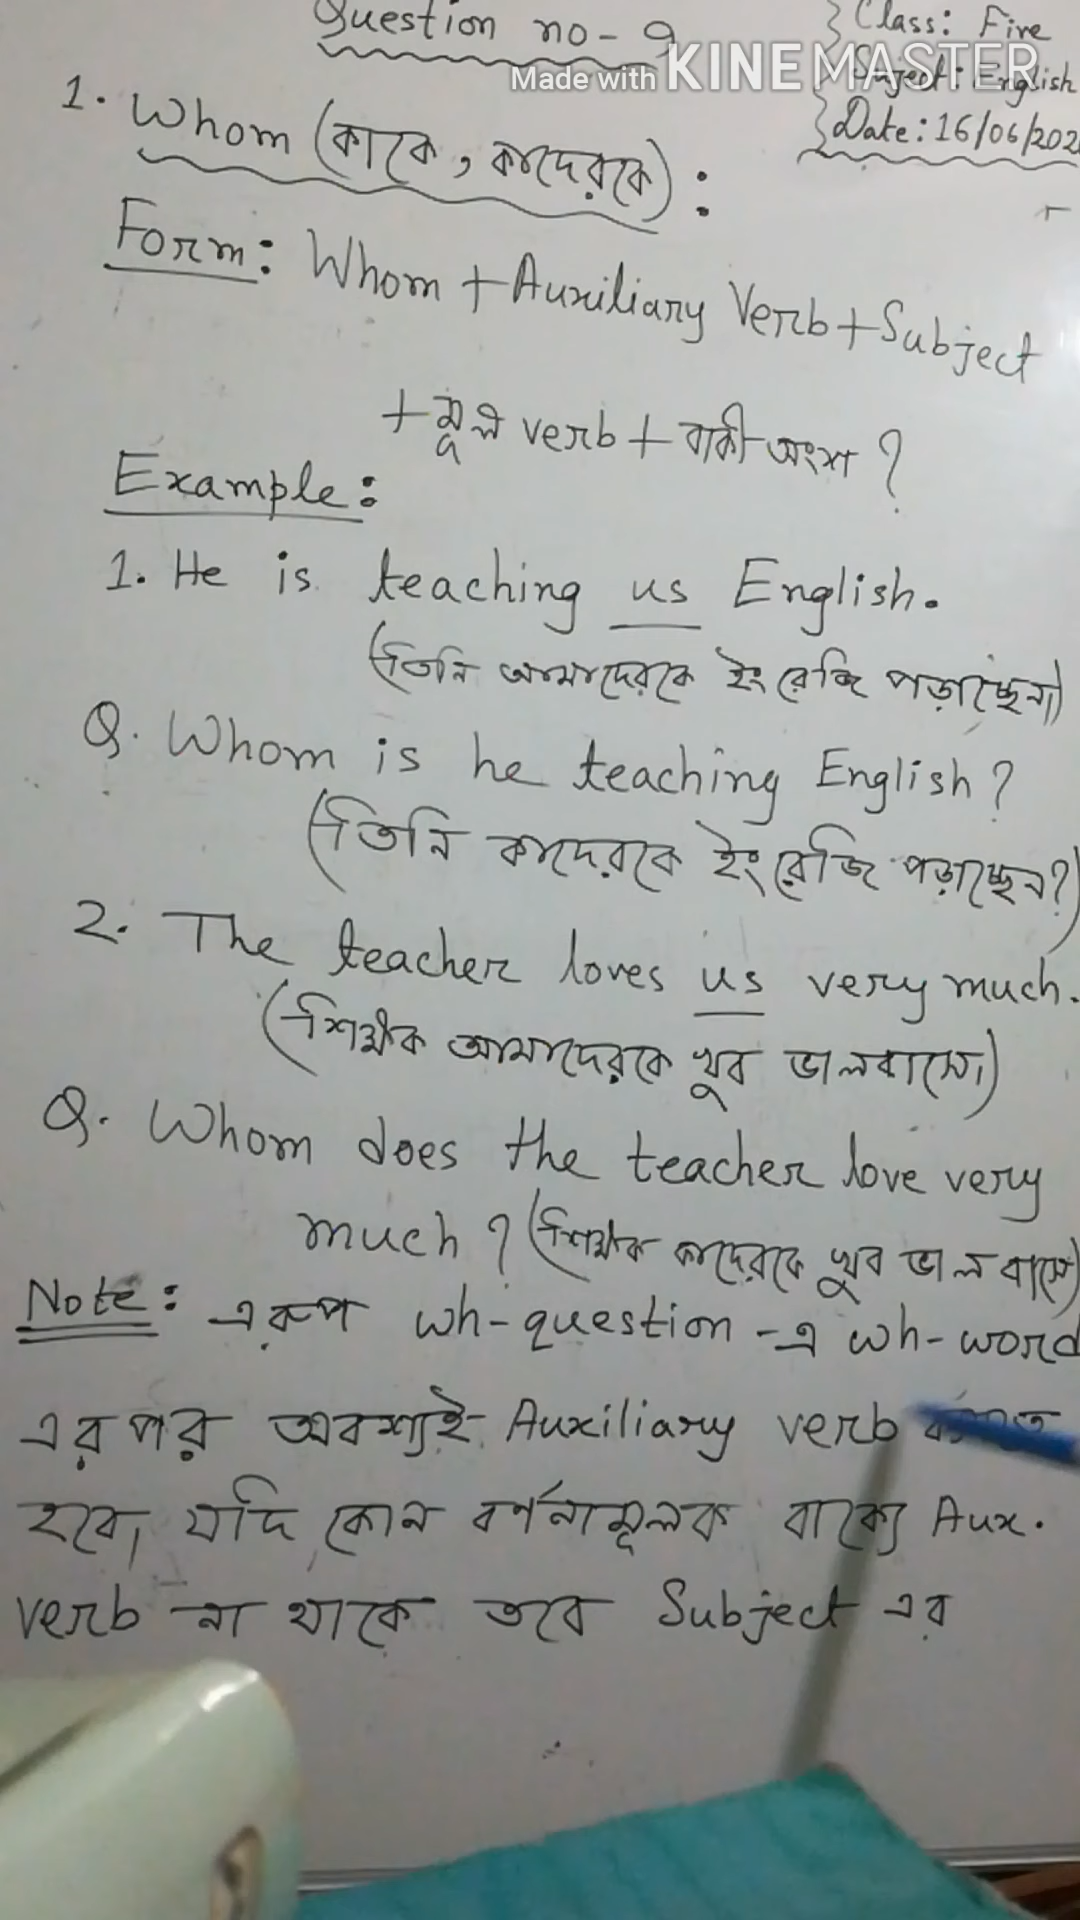 Question no - 9
Class: Five
Subject: English
Date: 16/06/202
Made with KINEMASTER
1. Whom (কাকে, কাদেরকে) :
Form: Whom + Auxiliary Verb + Subject
+ মূল verb + বাকী অংশ ?
Example:
1. He is teaching us English.
(তিনি আমাদেরকে ইংরেজি পড়াচ্ছেন।)
Q. Whom is he teaching English?
(তিনি কাদেরকে ইংরেজি পড়াচ্ছেন?)
2. The teacher loves us very much.
(শিক্ষক আমাদেরকে খুব ভালবাসে।)
Q. Whom does the teacher love very
much ? (শিক্ষক কাদেরকে খুব ভালবাসে)
Note: এরুপ wh-question -এ wh-word
এর পর অবশ্যই Auxiliary verb
হবে। যদি কোন বর্ণনামূলক বাক্যে Aux.
verb না থাকে তবে Subject এর